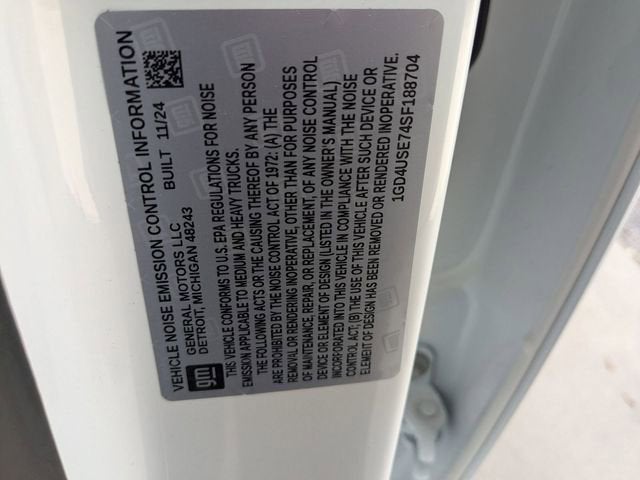 VEHICLE NOISE EMISSION CONTROL INFORMATION
GENERAL MOTORS LLC BUILT 11/24
DETROIT, MICHIGAN 48243
gm
THIS VEHICLE CONFORMS TO U.S. EPA REGULATIONS FOR NOISE
EMISSION APPLICABLE TO MEDIUM AND HEAVY TRUCKS.
THE FOLLOWING ACTS OR THE CAUSING THEREOF BY ANY PERSON
ARE PROHIBITED BY THE NOISE CONTROL ACT OF 1972: (A) THE
REMOVAL OR RENDERING INOPERATIVE, OTHER THAN FOR PURPOSES
OF MAINTENANCE, REPAIR, OR REPLACEMENT, OF ANY NOISE CONTROL
DEVICE OR ELEMENT OF DESIGN (LISTED IN THE OWNER'S MANUAL)
INCORPORATED INTO THIS VEHICLE IN COMPLIANCE WITH THE NOISE
CONTROL ACT; (B) THE USE OF THIS VEHICLE AFTER SUCH DEVICE OR
ELEMENT OF DESIGN HAS BEEN REMOVED OR RENDERED INOPERATIVE.
1GD4USE74SF188704